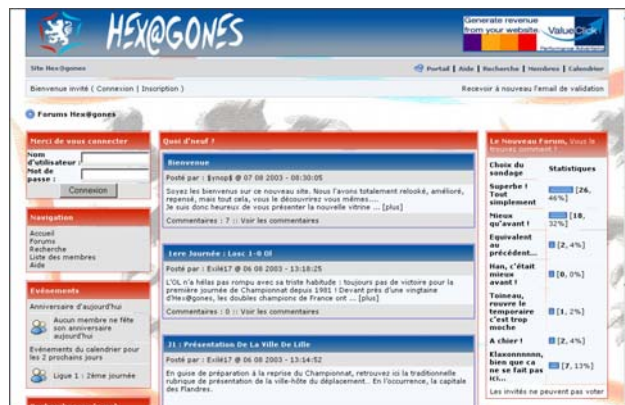 HEX@GONES
Generate revenue
from your website.
ValueClick
Performance Advertising
Site Hex@gones
Portail | Aide | Recherche | Membres | Calendrier
Bienvenue invité ( Connexion | Inscription )
Recevoir à nouveau l'email de validation
Forums Hex@gones
Merci de vous connecter
Nom
d'utilisateur :
Mot de
passe :
Connexion
Navigation
Accueil
Forums
Recherche
Liste des membres
Aide
Evénements
Anniversaire d'aujourd'hui
Aucun membre ne fête
son anniversaire
aujourd'hui
Evénements du calendrier pour
les 2 prochains jours
Ligue 1 : 2ème journée
Quoi d'neuf ?
Bienvenue
Posté par : $ynop$ @ 07 08 2003 - 08:30:05
Soyez les bienvenus sur ce nouveau site. Nous l'avons totalement relooké, amélioré,
repensé, mais tout cela, vous le découvrirez vous mêmes....
Je suis donc heureux de vous présenter la nouvelle vitrine ... [plus]
Commentaires : 7 :: Voir les commentaires
1ere Journée : Losc 1-0 Ol
Posté par : Exilé17 @ 06 08 2003 - 13:18:25
L'OL n'a hélas pas rompu avec sa triste habitude : toujours pas de victoire pour la
première journée de Championnat depuis 1981 ! Devant près d'une vingtaine
d'Hex@gones, les doubles champions de France ont ... [plus]
Commentaires : 0 :: Voir les commentaires
J1 : Présentation De La Ville De Lille
Posté par : Exilé17 @ 06 08 2003 - 13:14:52
En guise de préparation à la reprise du Championnat, retrouvez ici la traditionnelle
rubrique de présentation de la ville-hôte du déplacement.. En l'occurrence, la capitale
des Flandres.
Le Nouveau Forum, Vous le
trouvez comment ?
Choix du
sondage
Statistiques
Superbe !
Tout
simplement
[26,
46%]
Mieux
qu'avant !
[18,
32%]
Equivalent
au
précédent...
[2, 4%]
Han, c'était
mieux
avant !
[0, 0%]
Toineau,
rouvre le
temporaire
c'est trop
moche
[1, 2%]
A chier !
[2, 4%]
Klaxonnnnnn,
bien que ca
ne se fait pas
ici...
[7, 13%]
Les invités ne peuvent pas voter